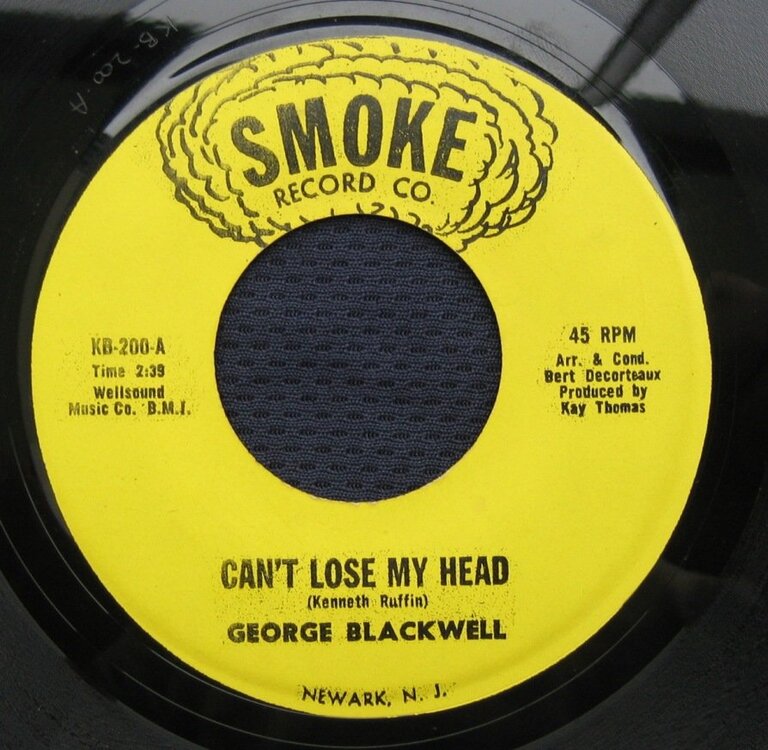 KB-200-A
SMOKE
RECORD CO.
KB-200-A
Time 2:39
Wellsound
Music Co. B.M.I.
45 RPM
Arr. & Cond.
Bert Decorteaux
Produced by
Kay Thomas
CAN'T LOSE MY HEAD
(Kenneth Ruffin)
GEORGE BLACKWELL
NEWARK, N. J.